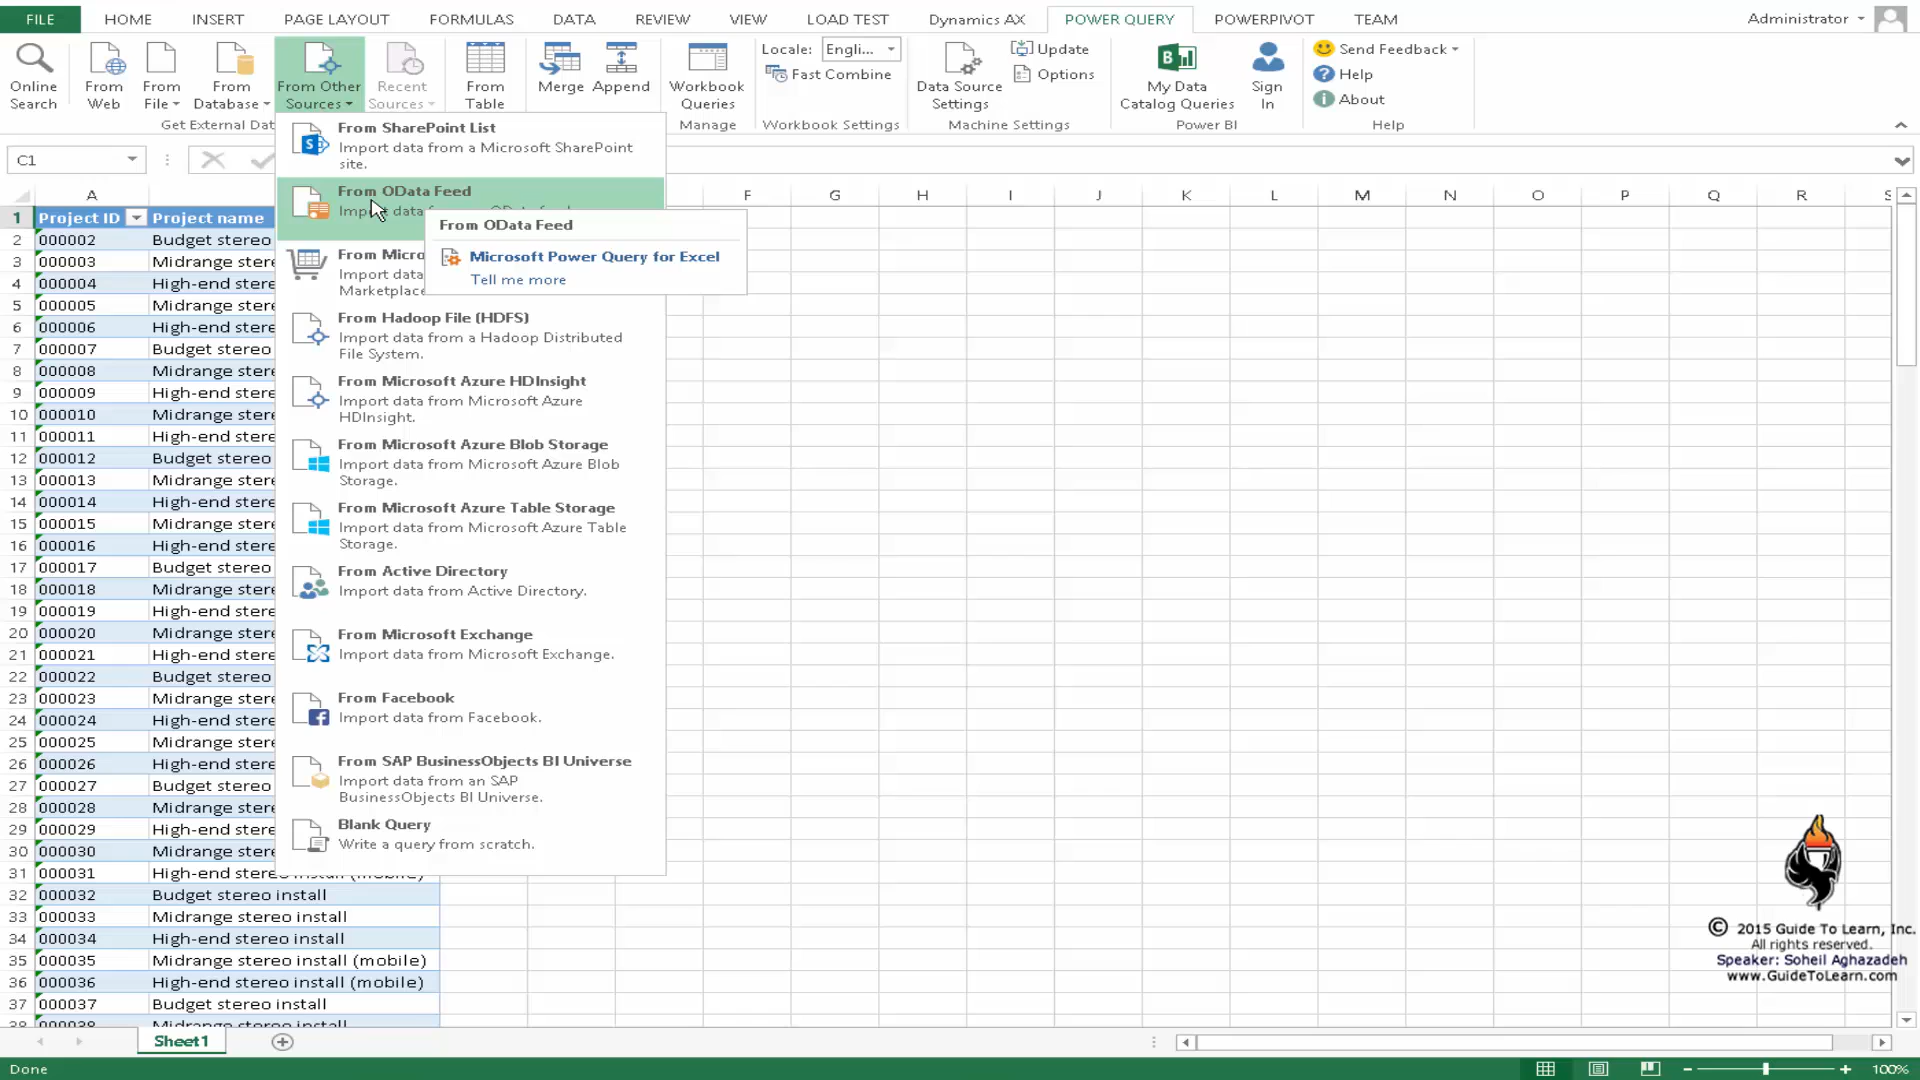 FILE
HOME
INSERT
PAGE LAYOUT
FORMULAS
DATA
REVIEW
VIEW
LOAD TEST
Dynamics AX
POWER QUERY
POWERPIVOT
TEAM
Administrator
Online Search
From Web
From File
From Database
From Other Sources
Recent Sources
From Table
Merge
Append
Workbook Queries
Locale: Engli...
Fast Combine
Data Source Settings
Update
Options
My Data Catalog Queries
Sign In
Send Feedback
Help
About
Get External Dat
Manage
Workbook Settings
Machine Settings
Power BI
Help
C1
From SharePoint List
Import data from a Microsoft SharePoint
site.
From OData Feed
Import data
From OData Feed
Microsoft Power Query for Excel
Tell me more
From Micro
Import data
Marketplace
From Hadoop File (HDFS)
Import data from a Hadoop Distributed
File System.
From Microsoft Azure HDInsight
Import data from Microsoft Azure
HDInsight.
From Microsoft Azure Blob Storage
Import data from Microsoft Azure Blob
Storage.
From Microsoft Azure Table Storage
Import data from Microsoft Azure Table
Storage.
From Active Directory
Import data from Active Directory.
From Microsoft Exchange
Import data from Microsoft Exchange.
From Facebook
Import data from Facebook.
From SAP BusinessObjects BI Universe
Import data from an SAP
BusinessObjects BI Universe.
Blank Query
Write a query from scratch.
A F G H I J K L M N O P Q R S
1 Project ID Project name
2 000002 Budget stereo
3 000003 Midrange stere
4 000004 High-end stere
5 000005 Midrange stere
6 000006 High-end stere
7 000007 Budget stereo
8 000008 Midrange stere
9 000009 High-end stere
10 000010 Midrange stere
11 000011 High-end stere
12 000012 Budget stereo
13 000013 Midrange stere
14 000014 High-end stere
15 000015 Midrange stere
16 000016 High-end stere
17 000017 Budget stereo
18 000018 Midrange stere
19 000019 High-end stere
20 000020 Midrange stere
21 000021 High-end stere
22 000022 Budget stereo
23 000023 Midrange stere
24 000024 High-end stere
25 000025 Midrange stere
26 000026 High-end stere
27 000027 Budget stereo
28 000028 Midrange stere
29 000029 High-end stere
30 000030 Midrange stere
31 000031 High-end stereo install (mobile)
32 000032 Budget stereo install
33 000033 Midrange stereo install
34 000034 High-end stereo install
35 000035 Midrange stereo install (mobile)
36 000036 High-end stereo install (mobile)
37 000037 Budget stereo install
38 000038 Midrange stereo install
© 2015 Guide To Learn, Inc.
All rights reserved.
Speaker: Soheil Aghazadeh
www.GuideToLearn.com
Sheet1
Done
100%